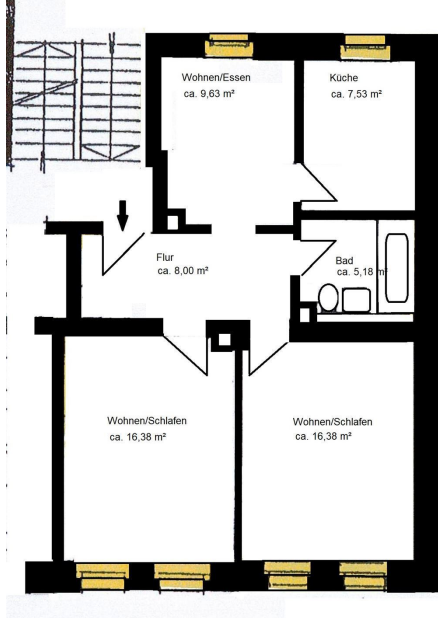 Wohnen/Essen
ca. 9,63 m²
Küche
ca. 7,53 m²
Flur
ca. 8,00 m²
Bad
ca. 5,18 m²
Wohnen/Schlafen
ca. 16,38 m²
Wohnen/Schlafen
ca. 16,38 m²